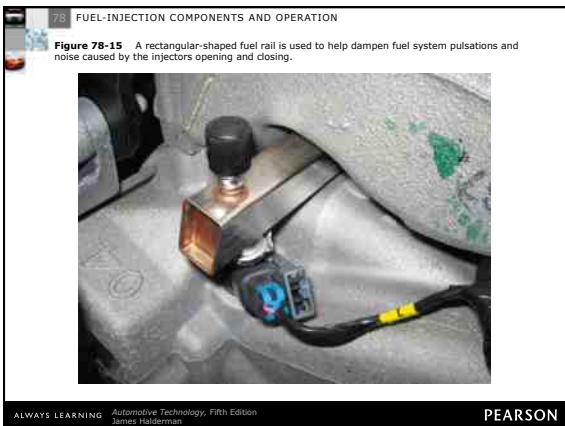 78 FUEL-INJECTION COMPONENTS AND OPERATION
Figure 78-15 A rectangular-shaped fuel rail is used to help dampen fuel system pulsations and
noise caused by the injectors opening and closing.
L
ALWAYS LEARNING Automotive Technology, Fifth Edition
James Halderman
PEARSON